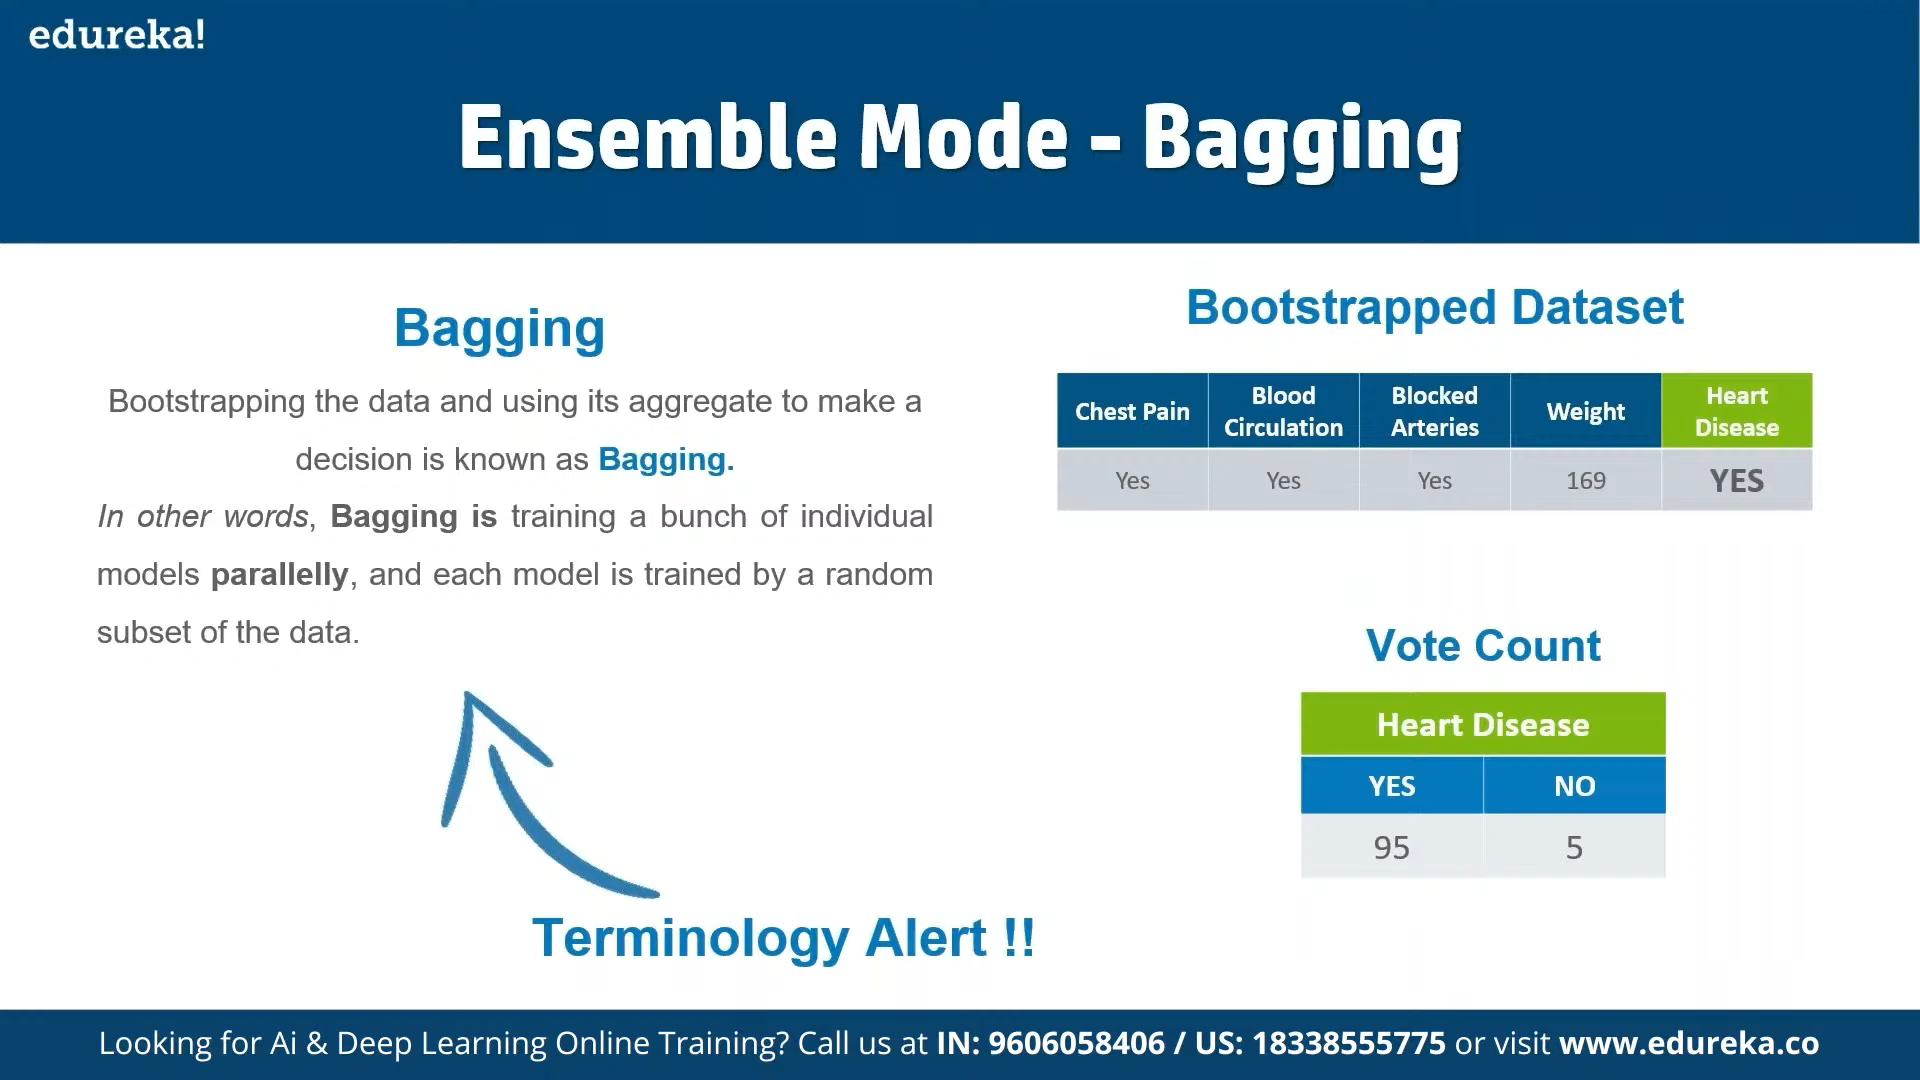 edureka!
Ensemble Mode - Bagging
Bagging
Bootstrapping the data and using its aggregate to make a
decision is known as Bagging.
In other words, Bagging is training a bunch of individual
models parallelly, and each model is trained by a random
subset of the data.
Terminology Alert !!
Bootstrapped Dataset
Chest Pain Blood Circulation Blocked Arteries Weight Heart Disease
Yes Yes Yes 169 YES
Vote Count
Heart Disease
YES NO
95 5
Looking for Ai & Deep Learning Online Training? Call us at IN: 9606058406 / US: 18338555775 or visit www.edureka.co